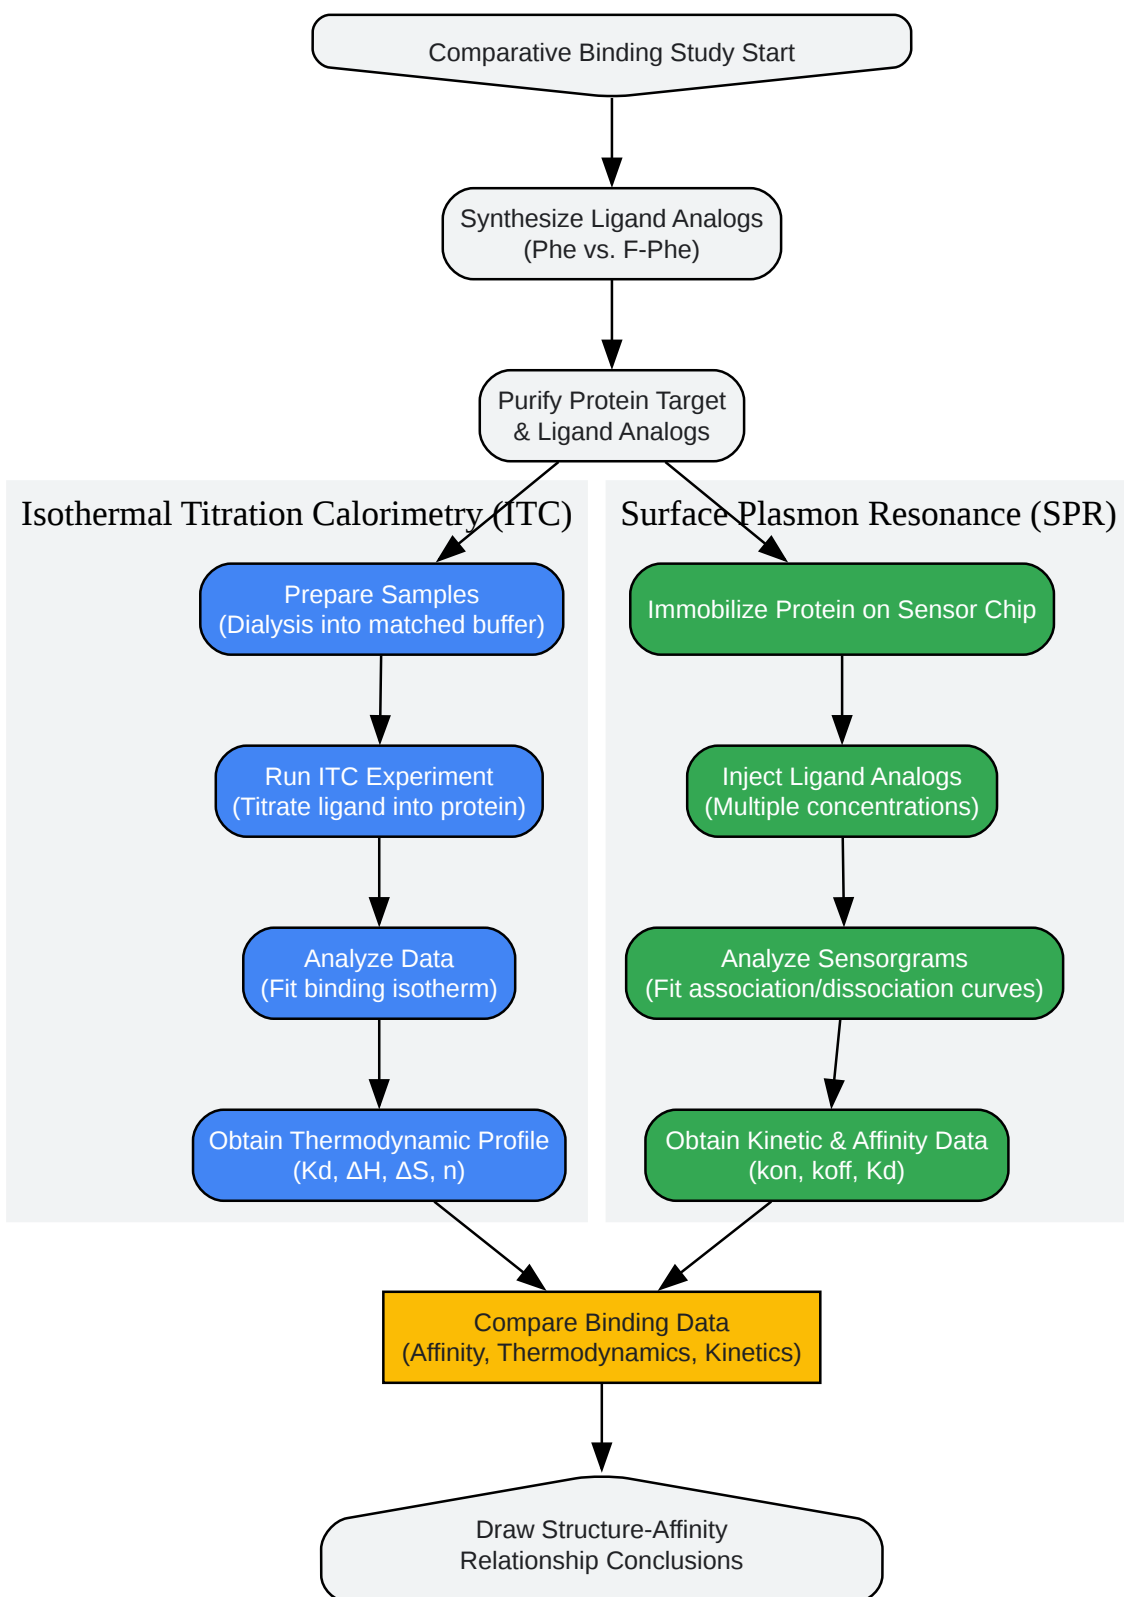 Comparative Binding Study Start
Synthesize Ligand Analogs
(Phe vs. F-Phe)
Purify Protein Target
& Ligand Analogs
Isothermal Titration Calorimetry (ITC)
Prepare Samples
(Dialysis into matched buffer)
Run ITC Experiment
(Titrate ligand into protein)
Analyze Data
(Fit binding isotherm)
Obtain Thermodynamic Profile
(Kd, ΔH, ΔS, n)
Surface Plasmon Resonance (SPR)
Immobilize Protein on Sensor Chip
Inject Ligand Analogs
(Multiple concentrations)
Analyze Sensorgrams
(Fit association/dissociation curves)
Obtain Kinetic & Affinity Data
(kon, koff, Kd)
Compare Binding Data
(Affinity, Thermodynamics, Kinetics)
Draw Structure-Affinity
Relationship Conclusions